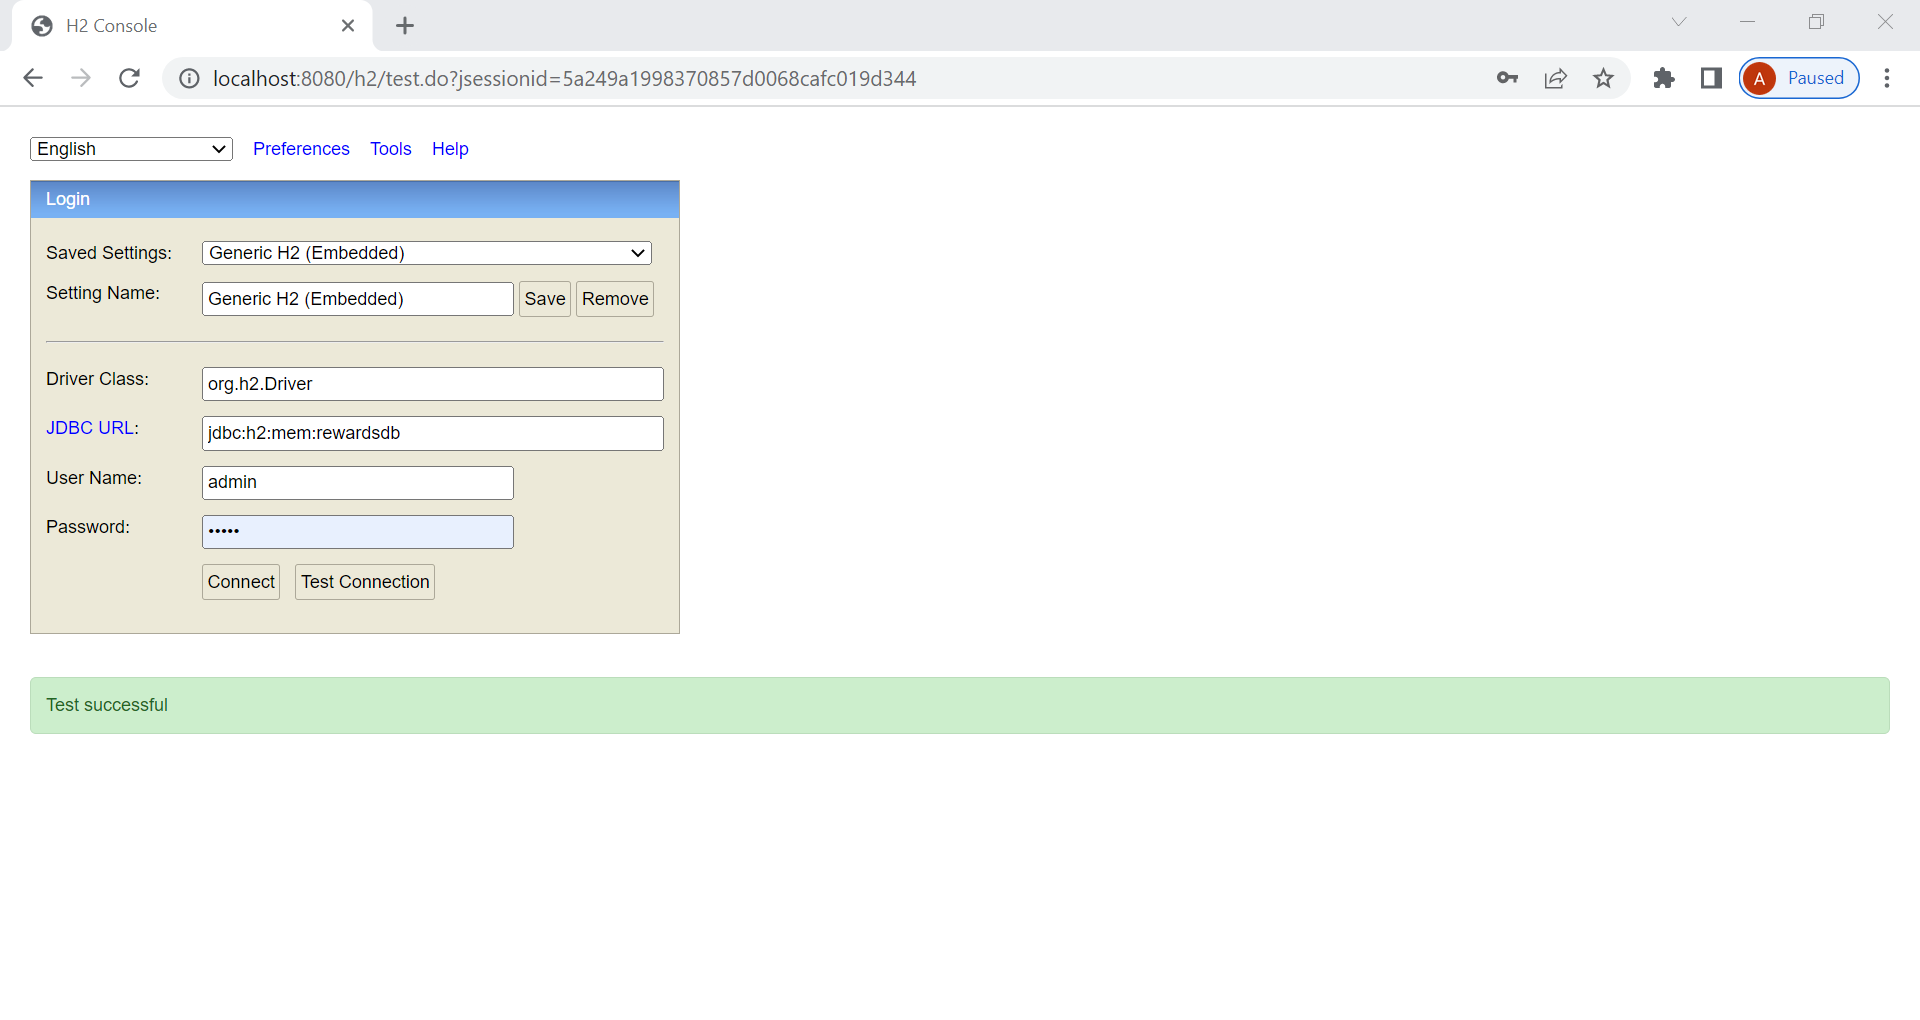 H2 Console
localhost:8080/h2/test.do?jsessionid=5a249a1998370857d0068cafc019d344
A Paused
English Preferences Tools Help
Login
Saved Settings: Generic H2 (Embedded)
Setting Name: Generic H2 (Embedded) Save Remove
Driver Class: org.h2.Driver
JDBC URL: jdbc:h2:mem:rewardsdb
User Name: admin
Password: •••••
Connect Test Connection
Test successful